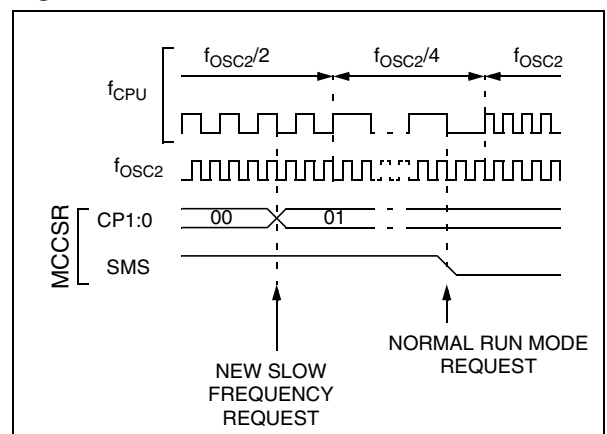 fOSC2/2
fOSC2/4
fOSC2
fCPU
fOSC2
MCCSR
CP1:0
00
01
SMS
NEW SLOW
FREQUENCY
REQUEST
NORMAL RUN MODE
REQUEST